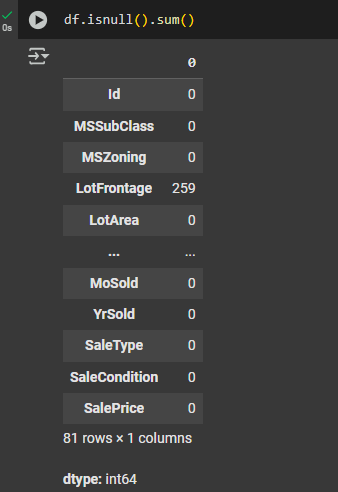 df.isnull().sum()
0s
0
Id 0
MSSubClass 0
MSZoning 0
LotFrontage 259
LotArea 0
... ...
MoSold 0
YrSold 0
SaleType 0
SaleCondition 0
SalePrice 0
81 rows × 1 columns
dtype: int64